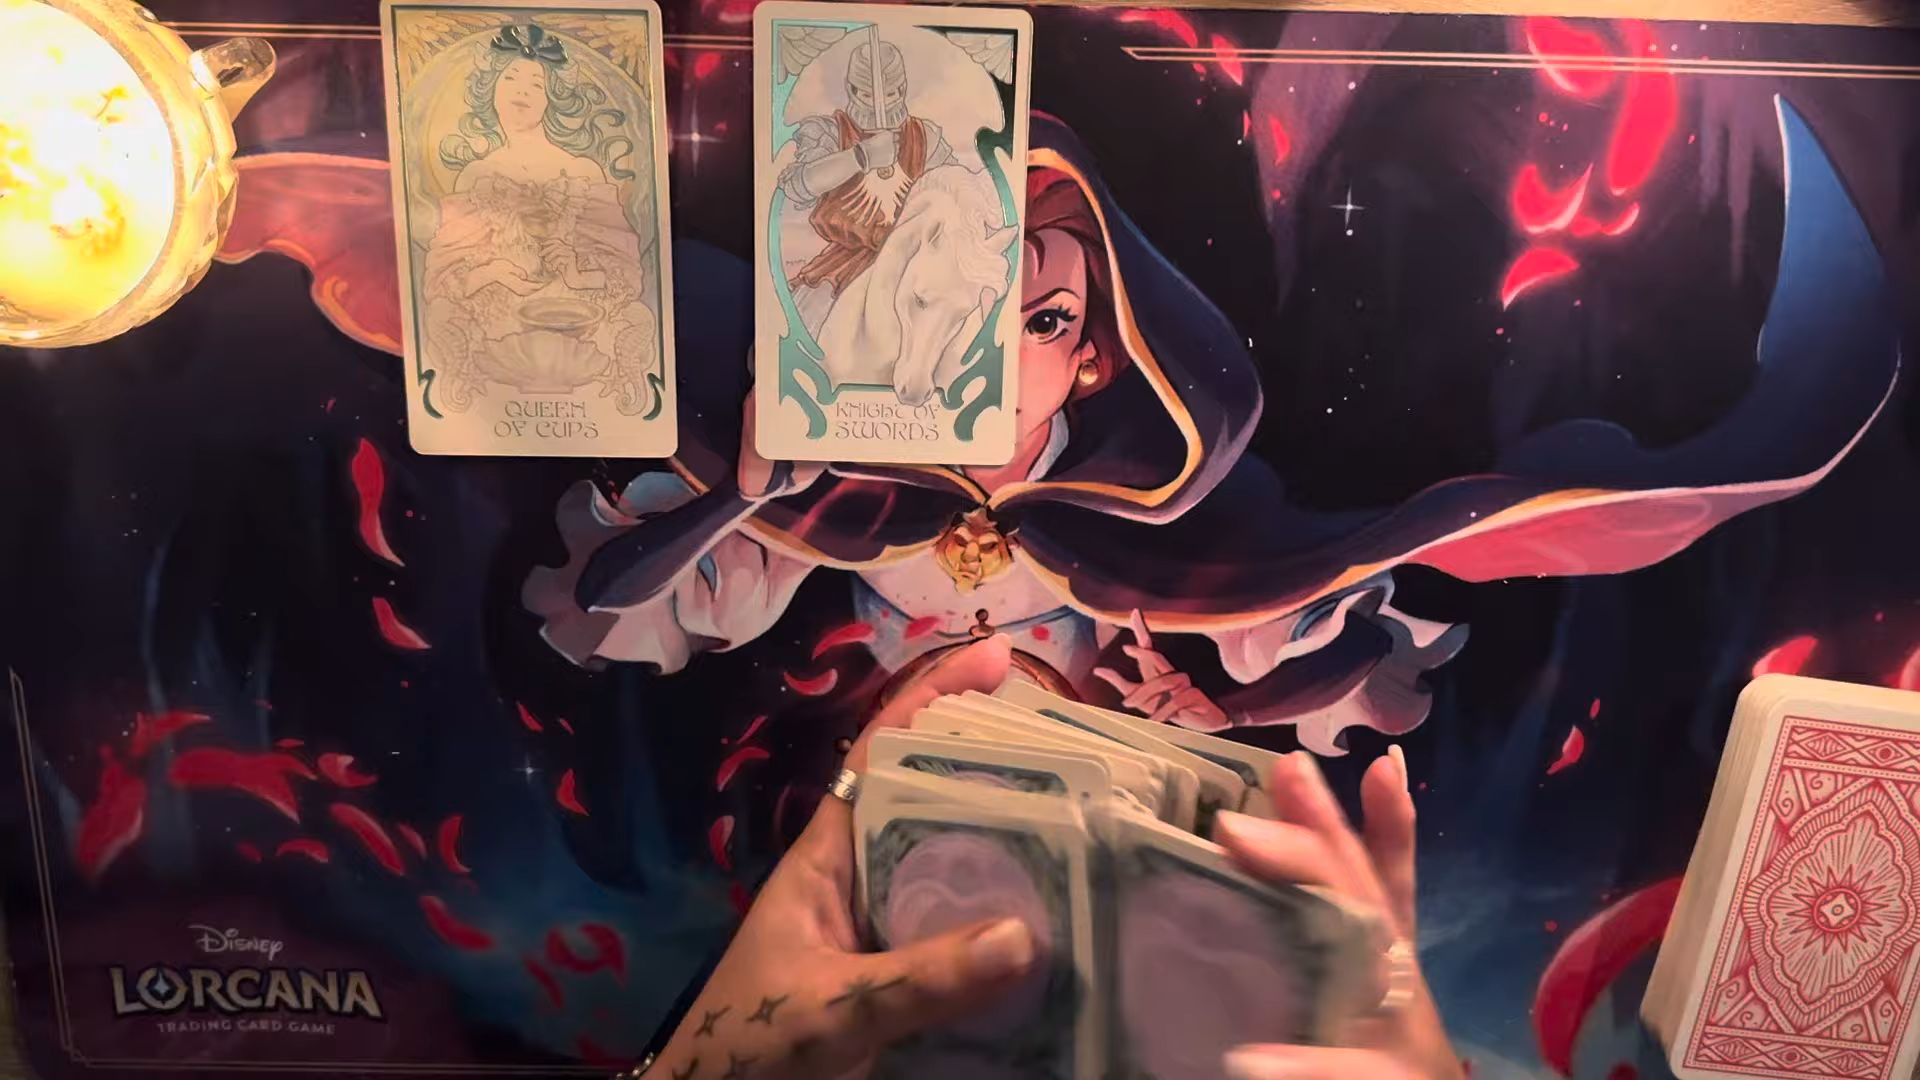 QUEEN
OF CUPS
KNIGHT OF
SWORDS
Disney
LORCANA
TRADING CARD GAME